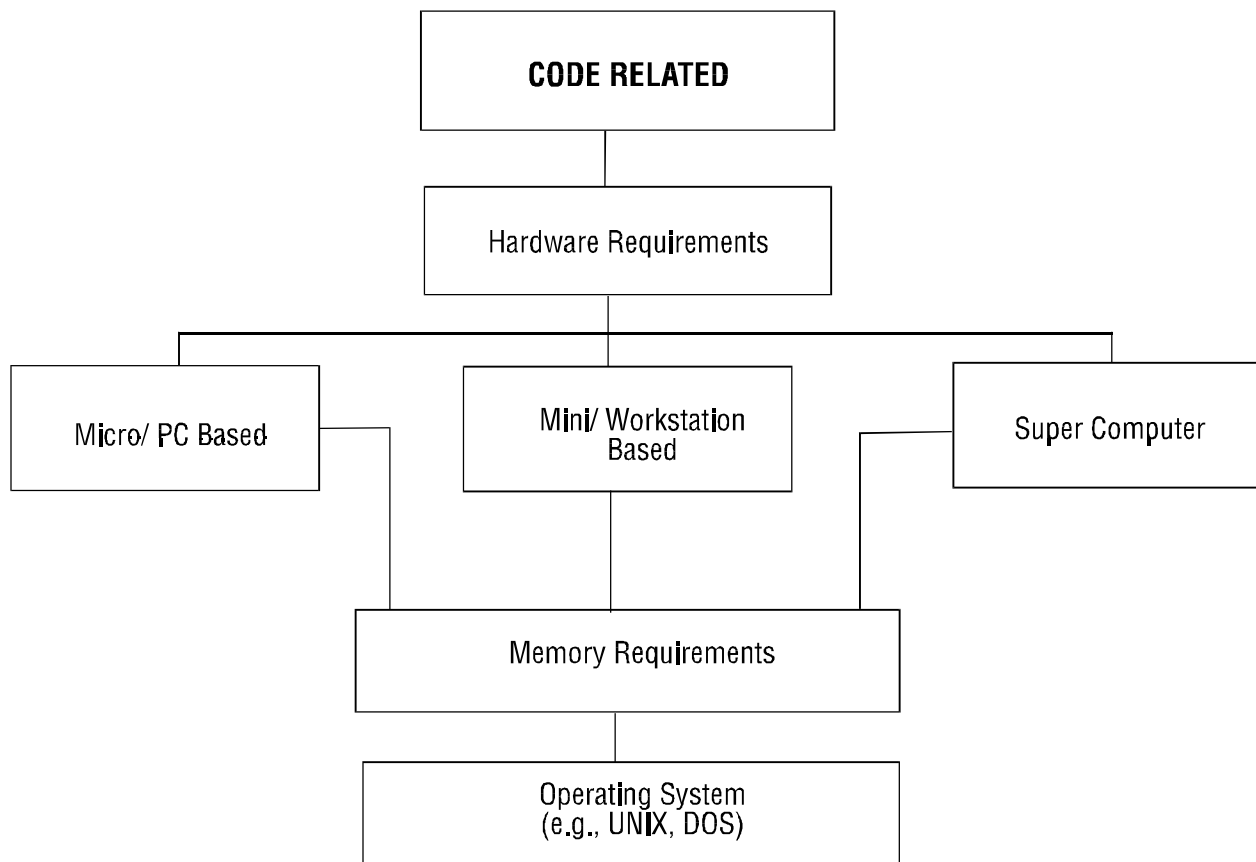 CODE RELATED
Hardware Requirements
Micro/ PC Based
Mini/ Workstation
Based
Super Computer
Memory Requirements
Operating System
(e.g., UNIX, DOS)